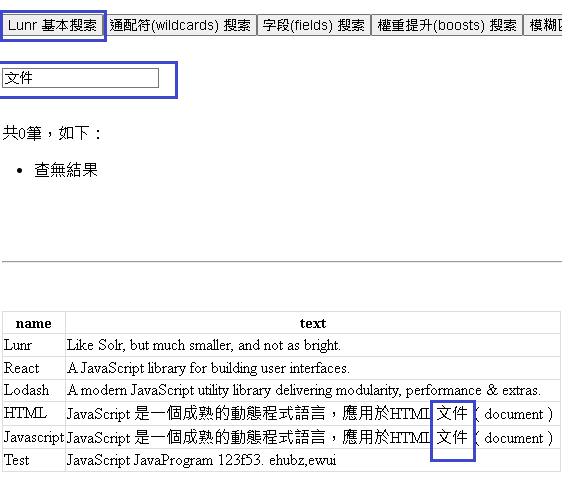 Lunr 基本搜索 通配符(wildcards) 搜索 字段(fields) 搜索 權重提升(boosts) 搜索 模糊
文件
共0筆，如下：
查無結果
name text
Lunr Like Solr, but much smaller, and not as bright.
React A JavaScript library for building user interfaces.
Lodash A modern JavaScript utility library delivering modularity, performance & extras.
HTML JavaScript 是一個成熟的動態程式語言，應用於HTML 文件（document）
Javascript JavaScript 是一個成熟的動態程式語言，應用於HTML 文件（document）
Test JavaScript JavaProgram 123f53. ehubz,ewui